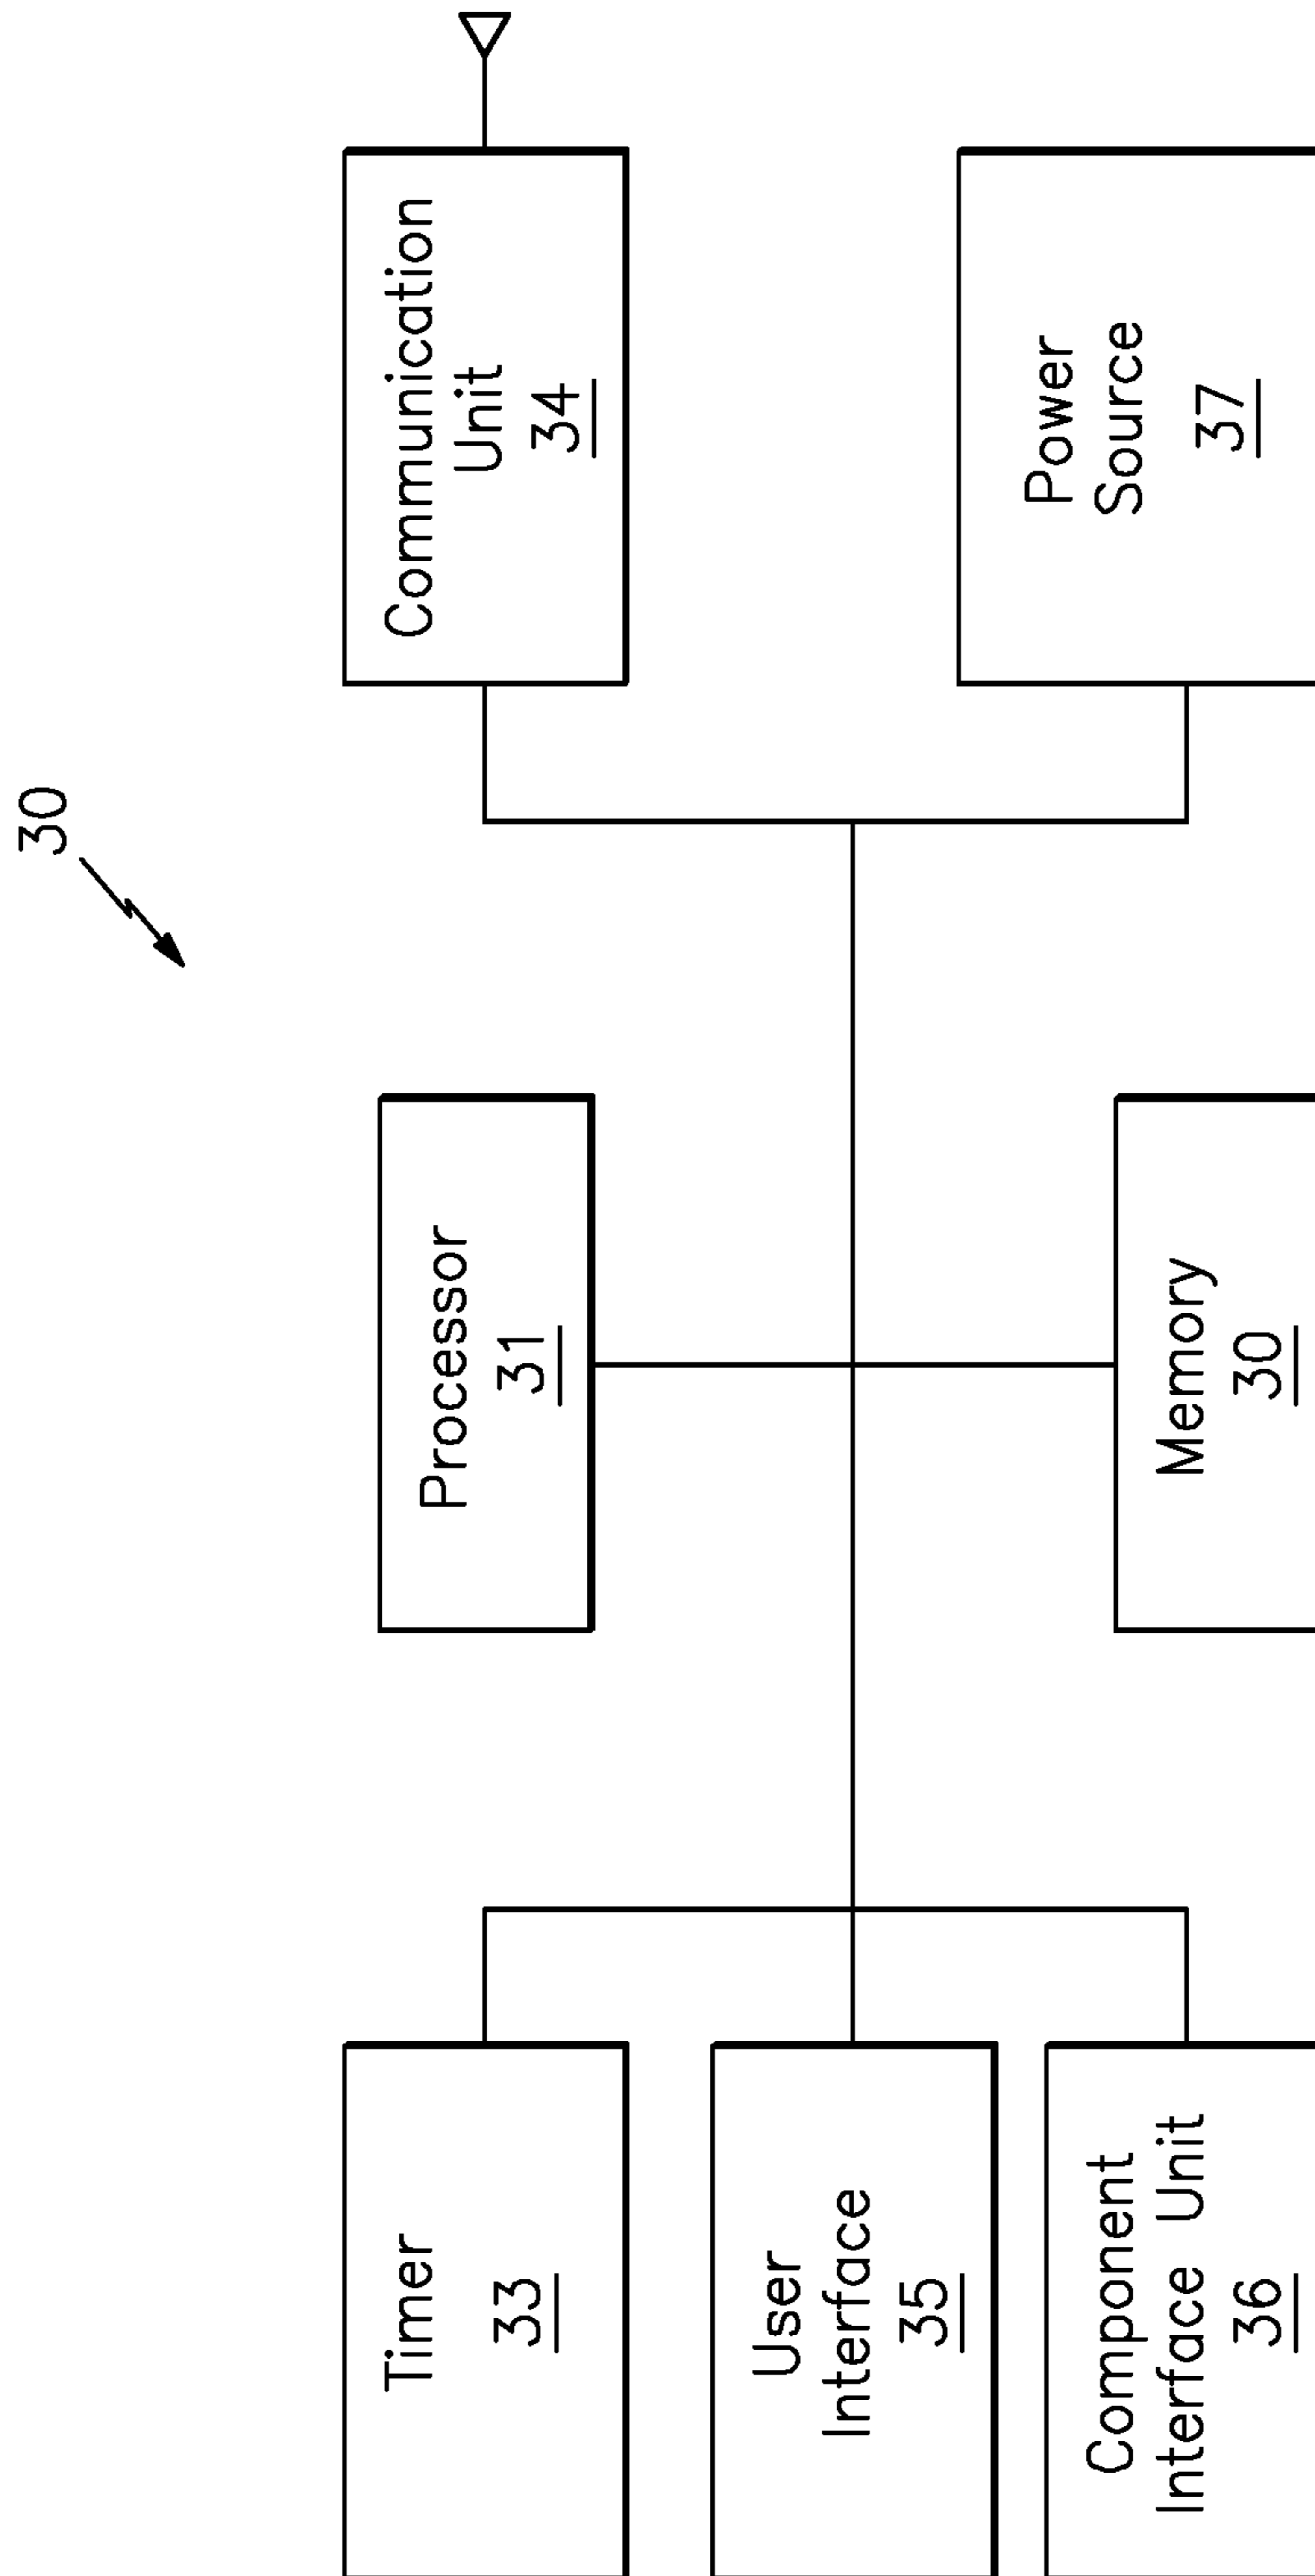 30
Timer
33
Processor
31
Communication
Unit
34
User
Interface
35
Component
Interface Unit
36
Memory
30
Power
Source
37